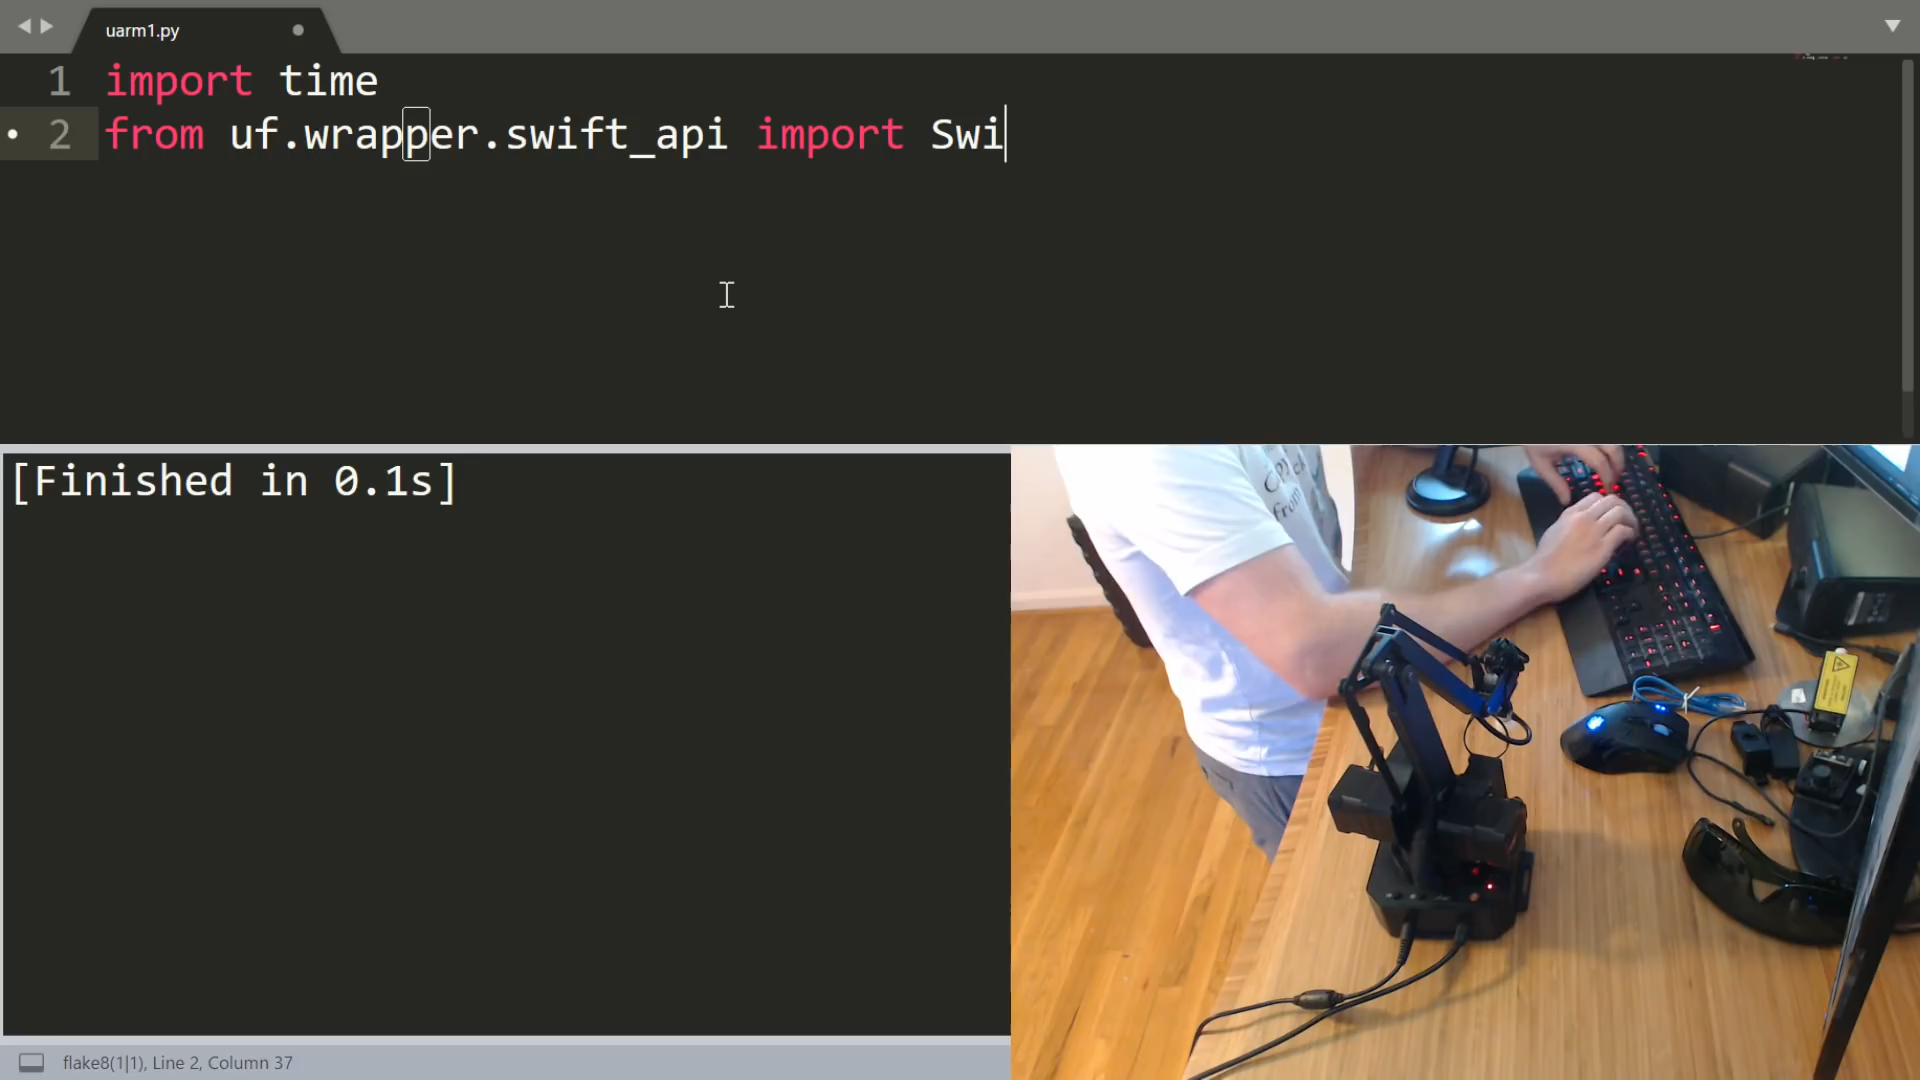 uarm1.py
1 import time
2 from uf.wrapper.swift_api import Swi
[Finished in 0.1s]
flake8(1|1), Line 2, Column 37
from